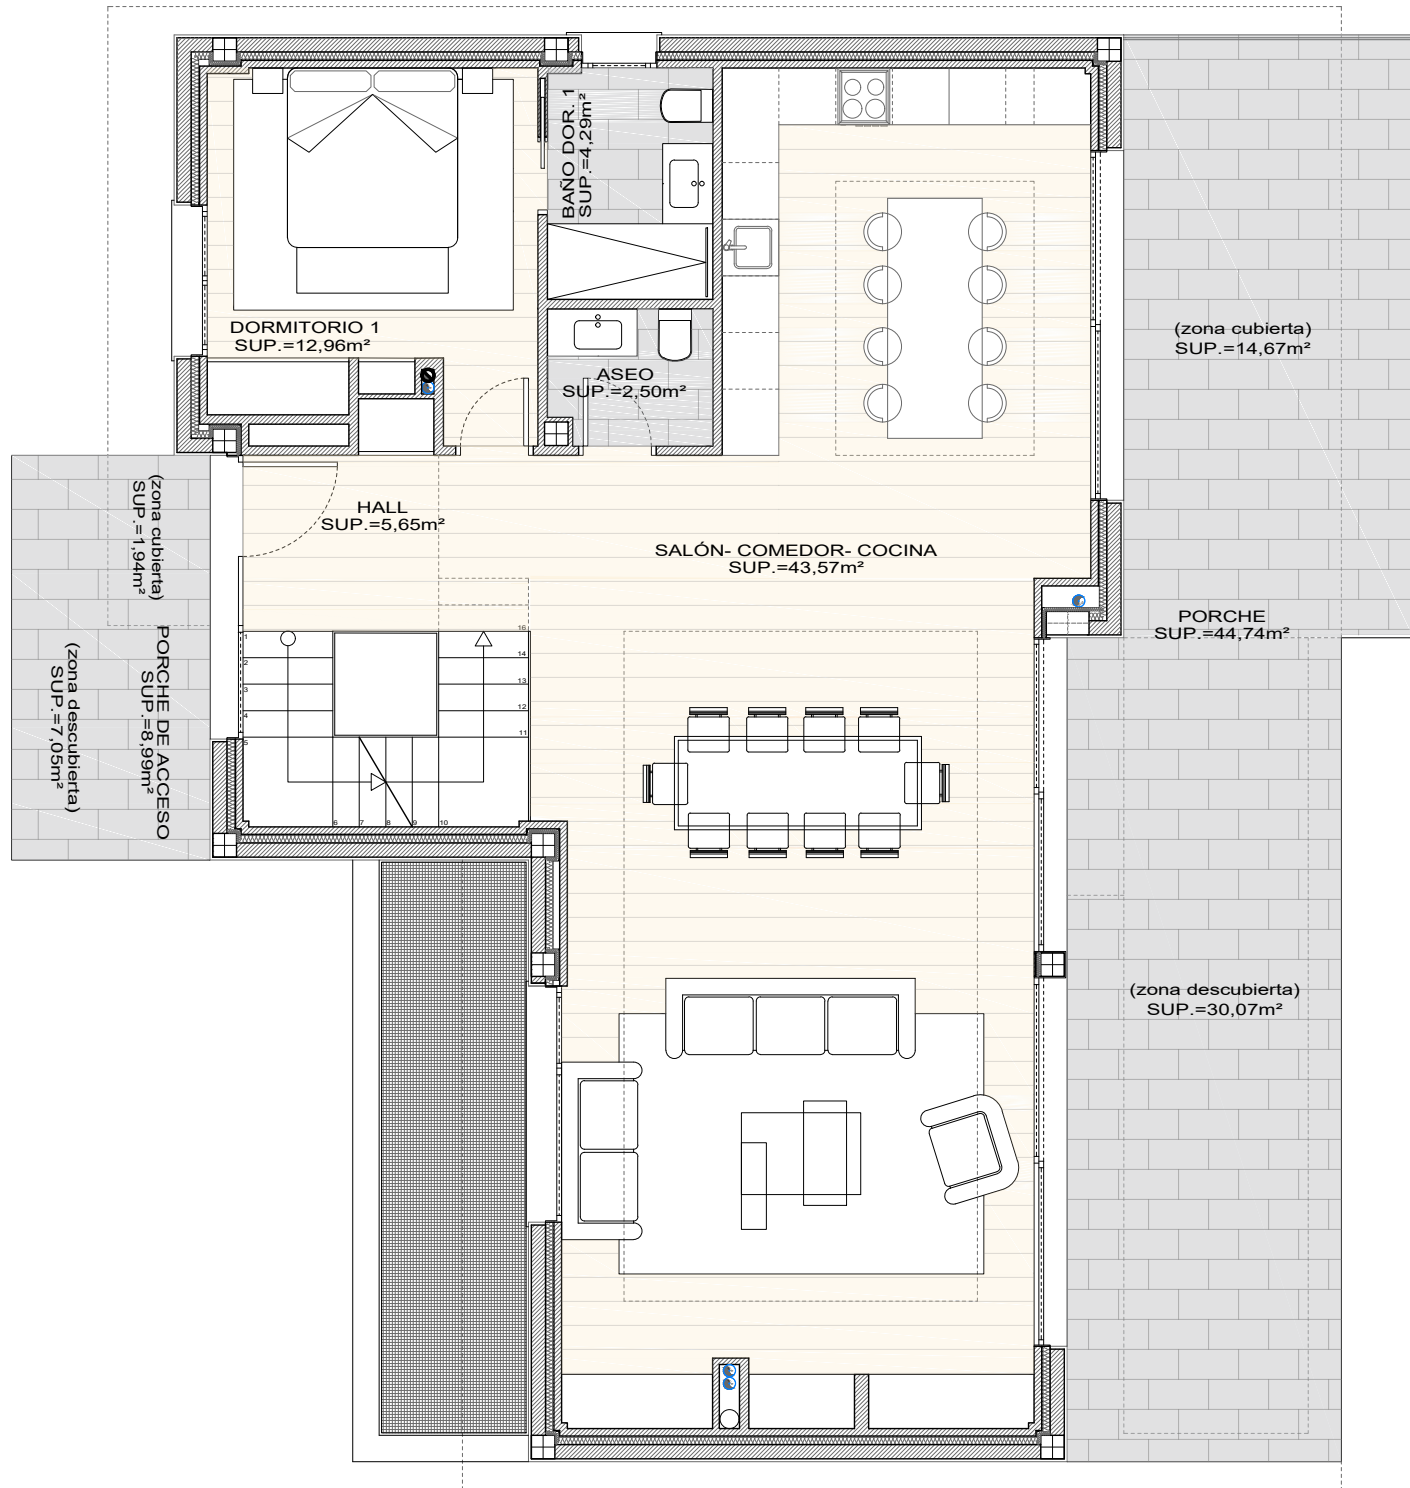 BAÑO DOR. 1
SUP.=4,29m²
DORMITORIO 1
SUP.=12,96m²
(zona cubierta)
SUP.=14,67m²
ASEO
SUP.=2,50m²
HALL
SUP.=5,65m²
(zona cubierta)
SUP.=1,94m²
SALÓN- COMEDOR- COCINA
SUP.=43,57m²
PORCHE
SUP.=44,74m²
PORCHE DE ACCESO
SUP.=8,99m²
(zona descubierta)
SUP.=7,05m²
1
2
3
4
5
6
7
8
9
10
11
12
13
14
16
(zona descubierta)
SUP.=30,07m²